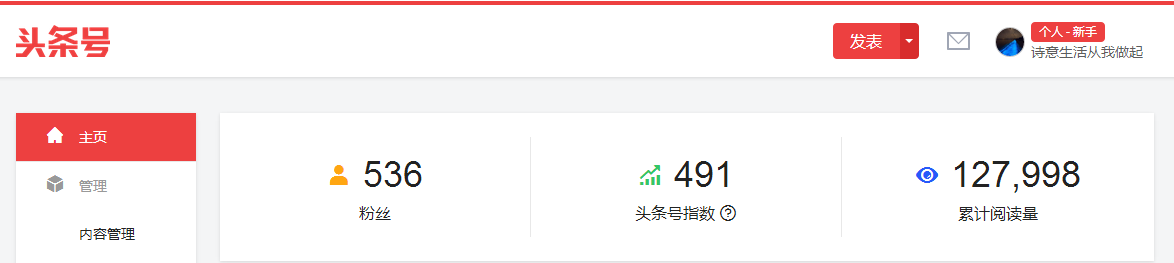 头条号
发表
个人 - 新手
诗意生活从我做起
主页
管理
内容管理
536
粉丝
491
头条号指数 ?
127,998
累计阅读量